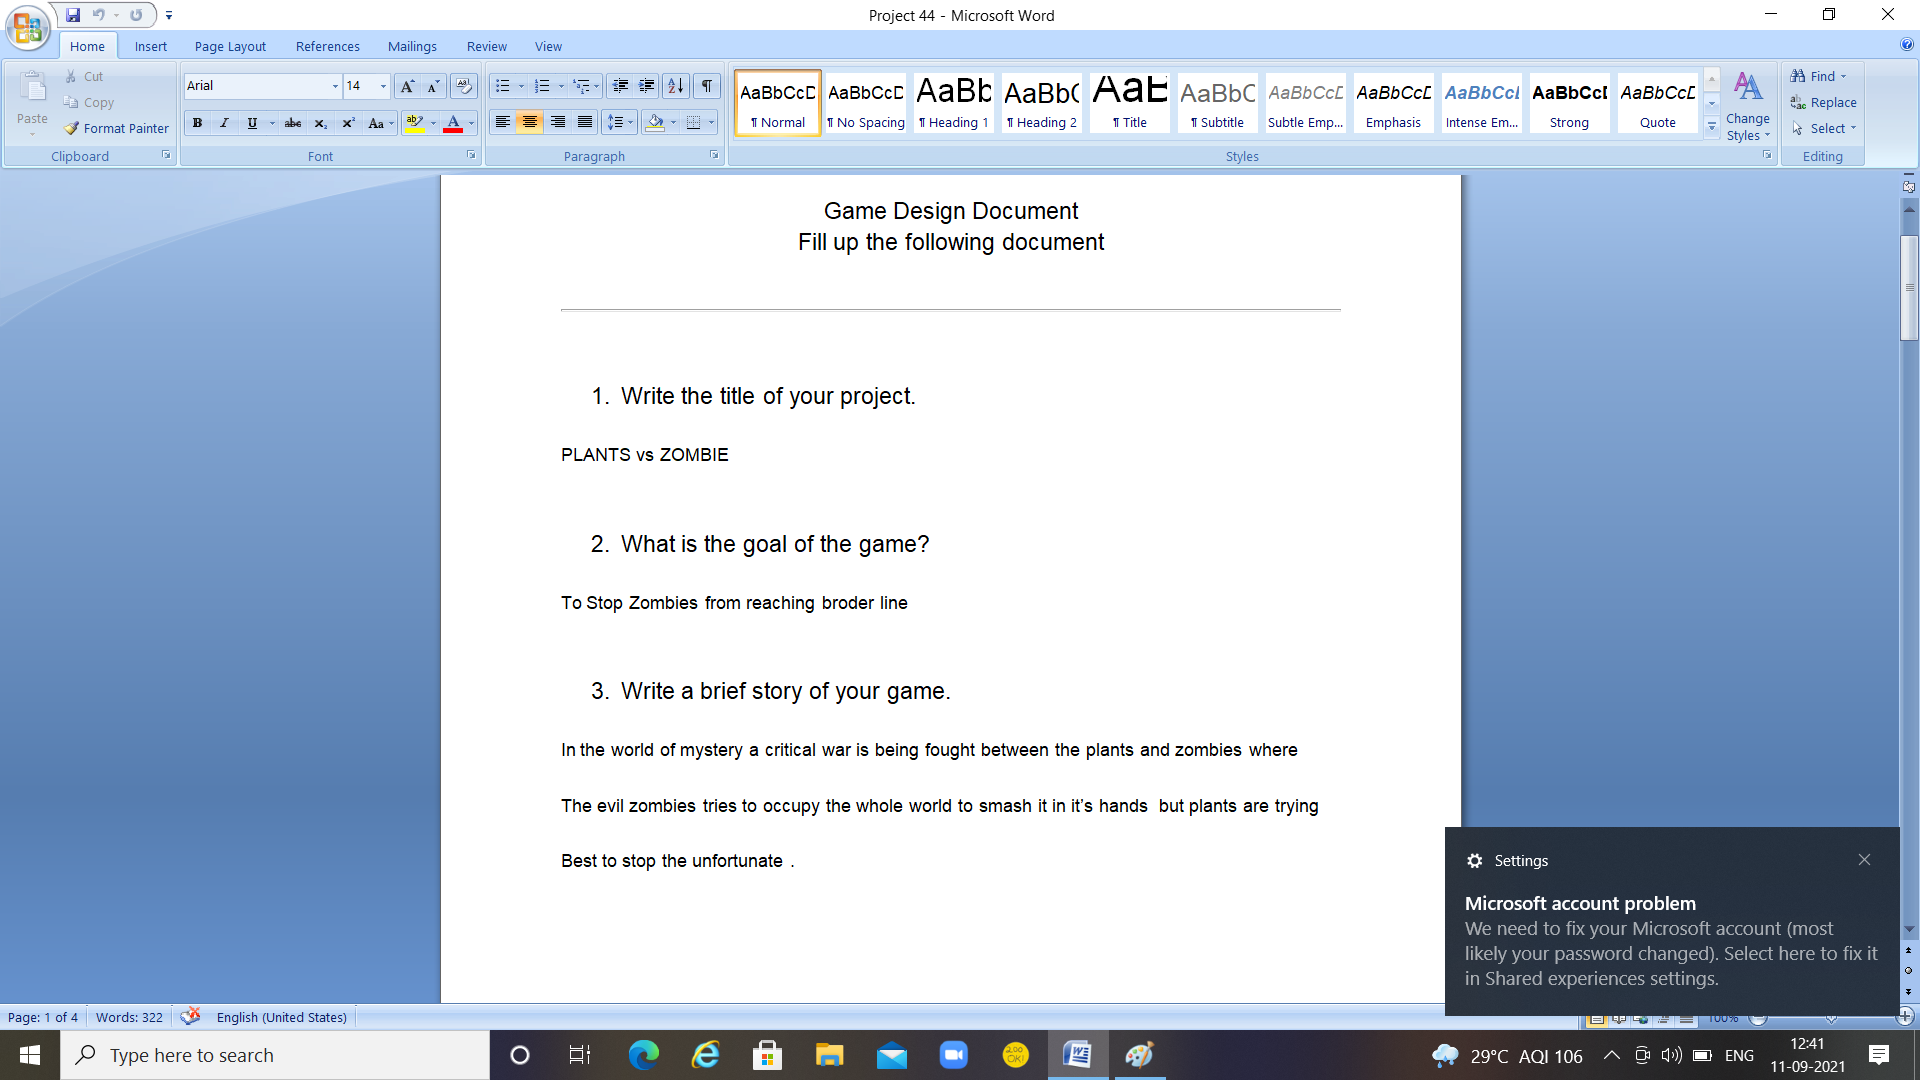 Project 44 - Microsoft Word
Home Insert Page Layout References Mailings Review View
Paste
Cut
Copy
Format Painter
Clipboard
Arial 14
Font
Paragraph
AaBbCcD AaBbCcD AaBb AaBbC AaB AaBbC AaBbCcD AaBbCcD AaBbCcD AaBbCcD AaBbCcD
¶ Normal ¶ No Spacing ¶ Heading 1 ¶ Heading 2 ¶ Title ¶ Subtitle Subtle Emp... Emphasis Intense Em... Strong Quote
Change Styles
Styles
Find
Replace
Select
Editing
Game Design Document
Fill up the following document
1. Write the title of your project.
PLANTS vs ZOMBIE
2. What is the goal of the game?
To Stop Zombies from reaching broder line
3. Write a brief story of your game.
In the world of mystery a critical war is being fought between the plants and zombies where
The evil zombies tries to occupy the whole world to smash it in it's hands but plants are trying
Best to stop the unfortunate .
Settings
Microsoft account problem
We need to fix your Microsoft account (most
likely your password changed). Select here to fix it
in Shared experiences settings.
Page: 1 of 4 Words: 322 English (United States) 100%
Type here to search
29°C AQI 106 ENG
12:41
11-09-2021